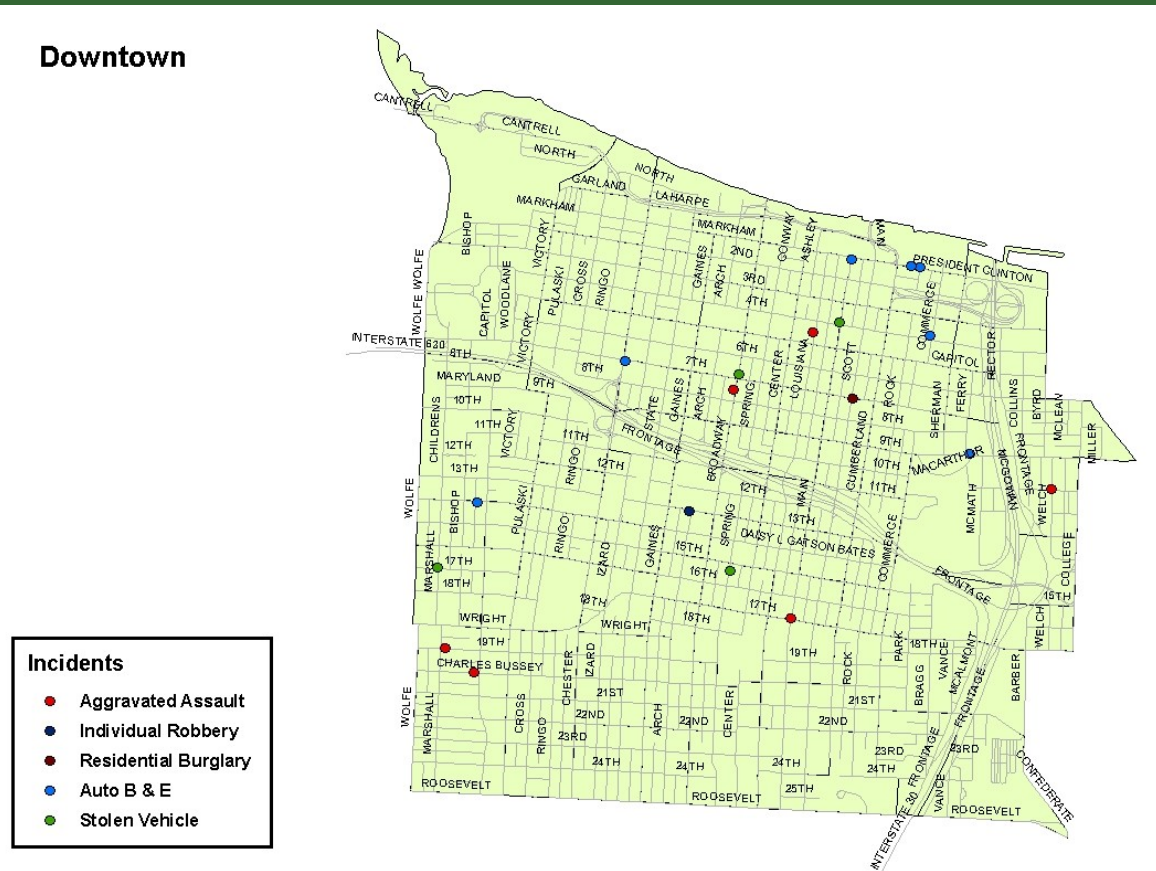 Downtown
CANTRELL
CANTRELL
NORTH
NORTH
GARLAND
LAHARPE
MARKHAM
MARKHAM
BISHOP
VICTORY
2ND
GAINES
CONWAY
ASHLEY
MAIN
PRESIDENT CLINTON
WOLFE WOLFE
CAPITOL
WOODLANE
PULASKI
CROSS
RINGO
ARCH
3RD
4TH
COMMERCE
INTERSTATE 630
VICTORY
6TH
8TH
MARYLAND
9TH
8TH
7TH
6TH
CENTER
LOUISIANA
SCOTT
CAPITOL
RECTOR
10TH
CHILDRENS
11TH
VICTORY
12TH
13TH
STATE
GAINES
ARCH
SPRING
ROCK
8TH
SHERMAN
FERRY
COLLINS
BYRD
MCLEAN
MILLER
FRONTAGE
BROADWAY
11TH
RINGO
12TH
CUMBERLAND
9TH
10TH
11TH
MACARTHUR
FRONTAGE
MCGOWAN
WOLFE
BISHOP
PULASKI
12TH
MAIN
13TH
MCMATH
WELCH
RINGO
IZARD
GAINES
SPRING
15TH
DAISY L GATSON BATES
COMMERCE
COLLEGE
MARSHALL
17TH
18TH
16TH
FRONTAGE
15TH
18TH
17TH
WRIGHT
WRIGHT
18TH
WELCH
19TH
CHARLES BUSSEY
CHESTER
IZARD
19TH
ROCK
PARK
18TH
VANCE
MCALMONT
BARBER
Incidents
Aggravated Assault
Individual Robbery
Residential Burglary
Auto B & E
Stolen Vehicle
WOLFE
MARSHALL
CROSS
RINGO
21ST
22ND
23RD
ARCH
22ND
CENTER
22ND
21ST
BRAGG
FRONTAGE
24TH
24TH
24TH
23RD
24TH
FRONTAGE
23RD
CONFEDERATE
ROOSEVELT
ROOSEVELT
25TH
VANCE
ROOSEVELT
INTERSTATE 30